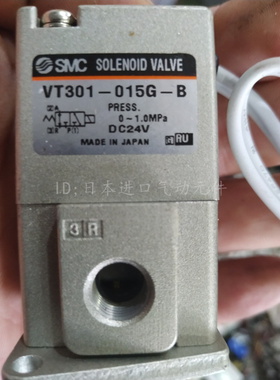 SMC SOLENOID VALVE
VT301-015G-B
PRESS.
0~1.0MPa
DC24V
MADE IN JAPAN
ID:日本进口气动元件
3 R